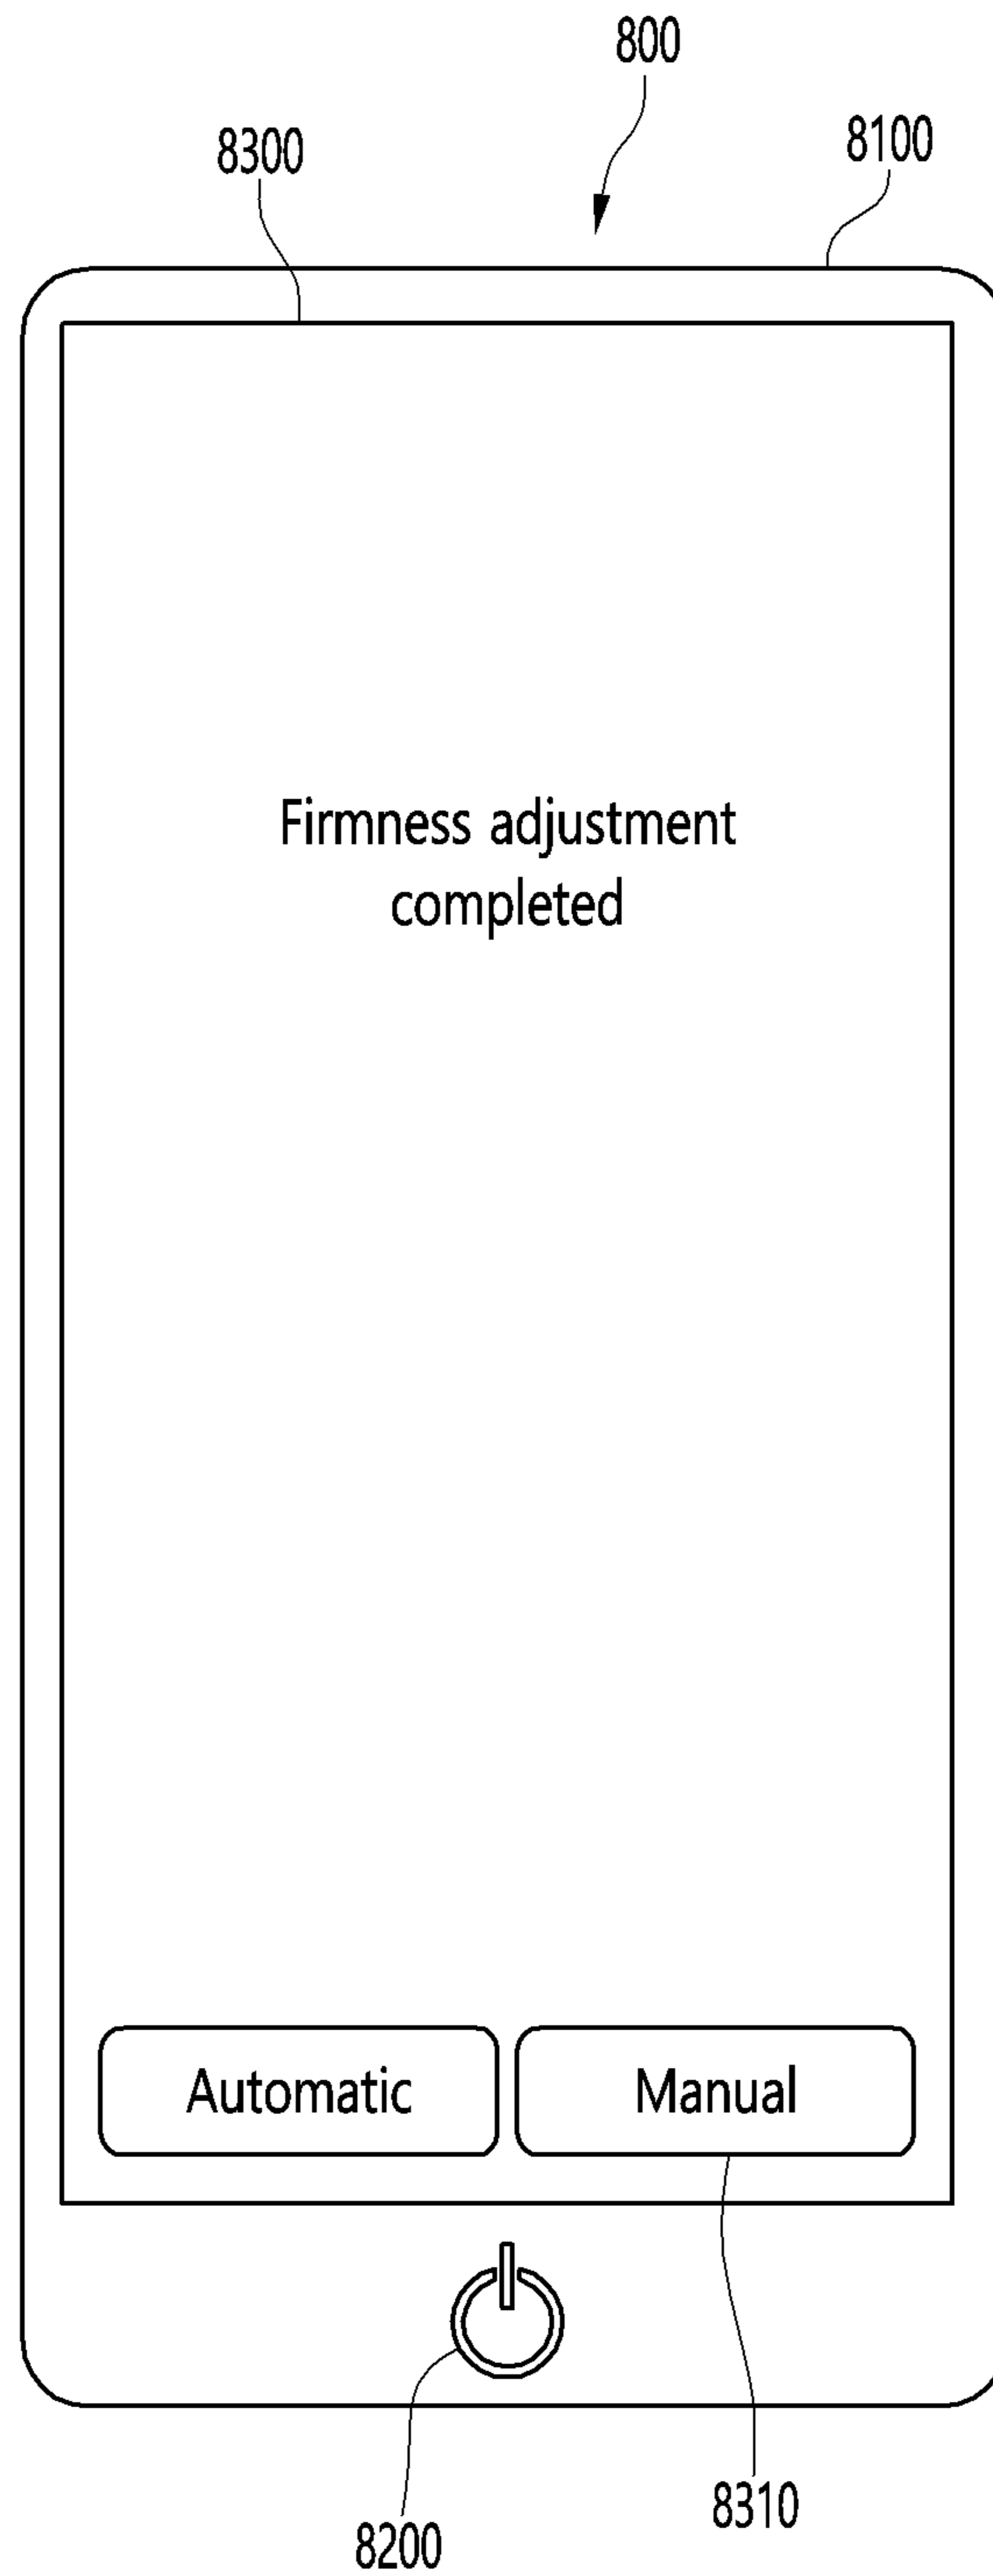 800
8300
8100
Firmness adjustment
completed
Automatic
Manual
8310
8200